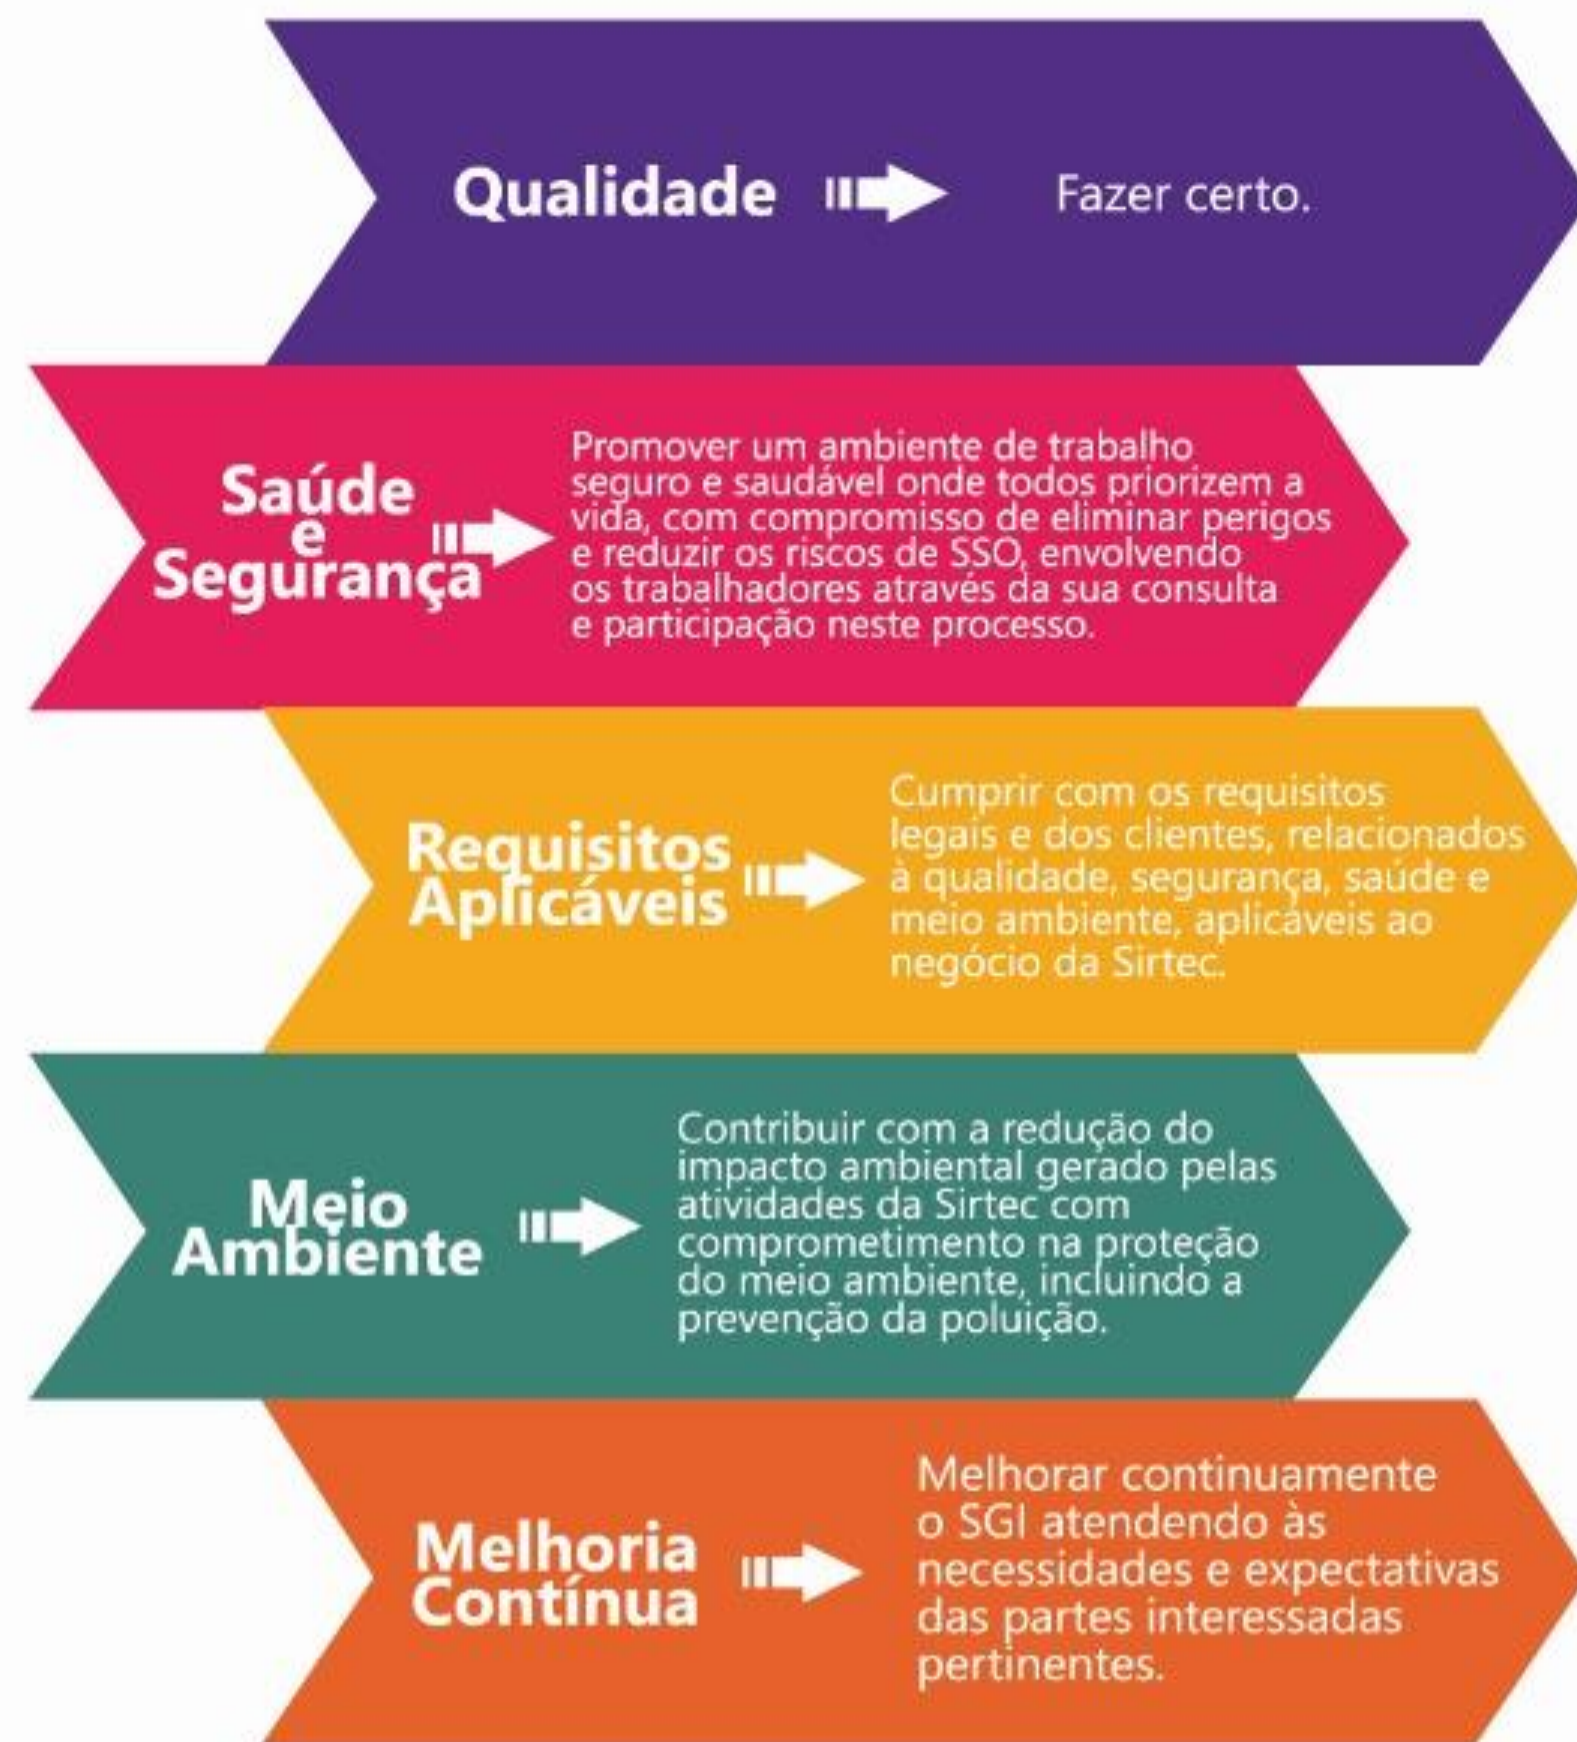 Qualidade
Fazer certo.
Saúde
e
Segurança
Promover um ambiente de trabalho
seguro e saudável onde todos priorizem a
vida, com compromisso de eliminar perigos
e reduzir os riscos de SSO, envolvendo
os trabalhadores através da sua consulta
e participação neste processo.
Requisitos
Aplicáveis
Cumprir com os requisitos
legais e dos clientes, relacionados
à qualidade, segurança, saúde e
meio ambiente, aplicáveis ao
negócio da Sirtec.
Meio
Ambiente
Contribuir com a redução do
impacto ambiental gerado pelas
atividades da Sirtec com
comprometimento na proteção
do meio ambiente, incluindo a
prevenção da poluição.
Melhoria
Contínua
Melhorar continuamente
o SGI atendendo às
necessidades e expectativas
das partes interessadas
pertinentes.